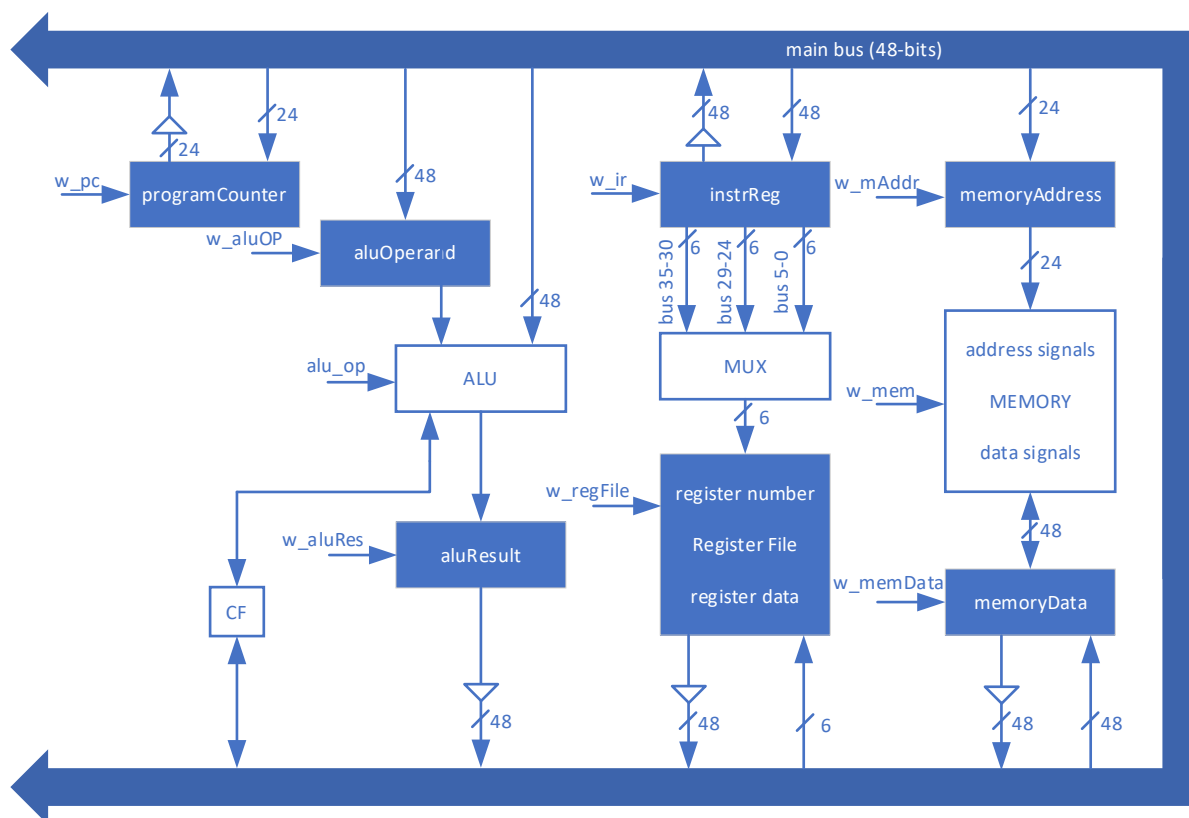 main bus (48-bits)
24
24
48
48
24
48
w_pc
programCounter
w_ir
instrReg
w_mAddr
memoryAddress
w_aluOP
aluOperand
48
bus 35-30
6
bus 29-24
6
bus 5-0
6
24
alu_op
ALU
MUX
address signals
w_mem
MEMORY
data signals
6
w_regFile
register number
Register File
register data
w_aluRes
aluResult
48
w_memData
memoryData
CF
48
48
6
48
48